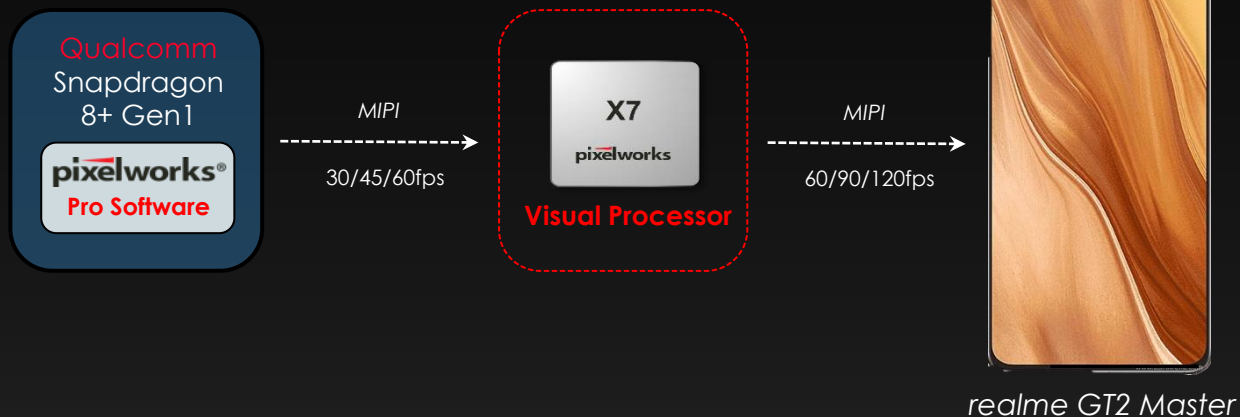 Qualcomm
Snapdragon
8+ Gen1
pixelworks®
Pro Software
MIPI
30/45/60fps
X7
pixelworks
Visual Processor
MIPI
60/90/120fps
realme GT2 Master